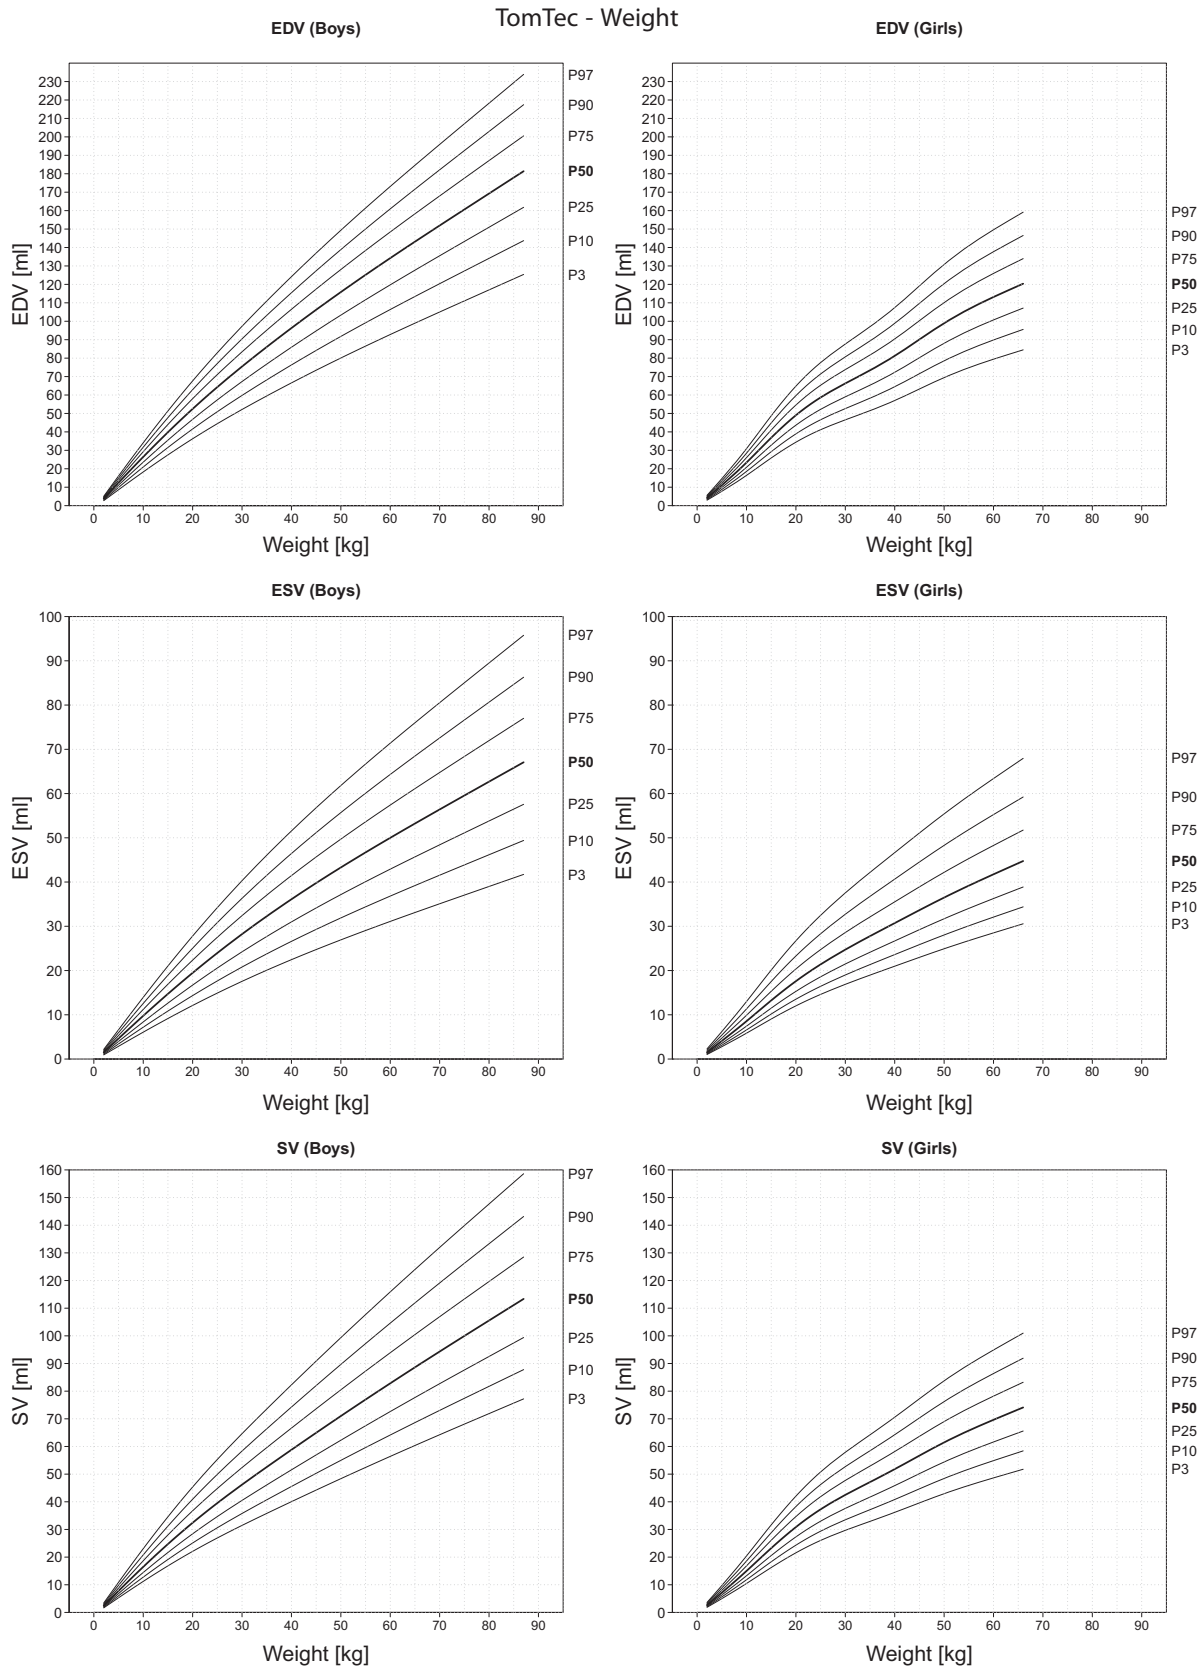 TomTec - Weight
EDV (Boys)
230
220
210
200
190
180
170
160
150
140
130
120
110
100
90
80
70
60
50
40
30
20
10
0
EDV [ml]
P97
P90
P75
P50
P25
P10
P3
0 10 20 30 40 50 60 70 80 90
Weight [kg]
EDV (Girls)
230
220
210
200
190
180
170
160
150
140
130
120
110
100
90
80
70
60
50
40
30
20
10
0
EDV [ml]
P97
P90
P75
P50
P25
P10
P3
0 10 20 30 40 50 60 70 80 90
Weight [kg]
ESV (Boys)
100
90
80
70
60
50
40
30
20
10
0
ESV [ml]
P97
P90
P75
P50
P25
P10
P3
0 10 20 30 40 50 60 70 80 90
Weight [kg]
ESV (Girls)
100
90
80
70
60
50
40
30
20
10
0
ESV [ml]
P97
P90
P75
P50
P25
P10
P3
0 10 20 30 40 50 60 70 80 90
Weight [kg]
SV (Boys)
160
150
140
130
120
110
100
90
80
70
60
50
40
30
20
10
0
SV [ml]
P97
P90
P75
P50
P25
P10
P3
0 10 20 30 40 50 60 70 80 90
Weight [kg]
SV (Girls)
160
150
140
130
120
110
100
90
80
70
60
50
40
30
20
10
0
SV [ml]
P97
P90
P75
P50
P25
P10
P3
0 10 20 30 40 50 60 70 80 90
Weight [kg]